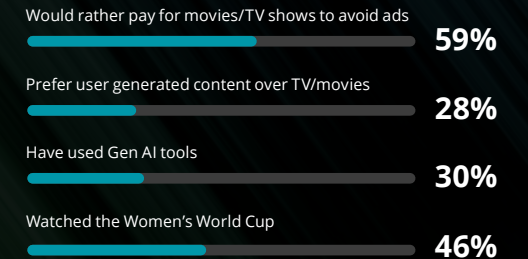 Would rather pay for movies/TV shows to avoid ads
59%
Prefer user generated content over TV/movies
28%
Have used Gen AI tools
30%
Watched the Women’s World Cup
46%